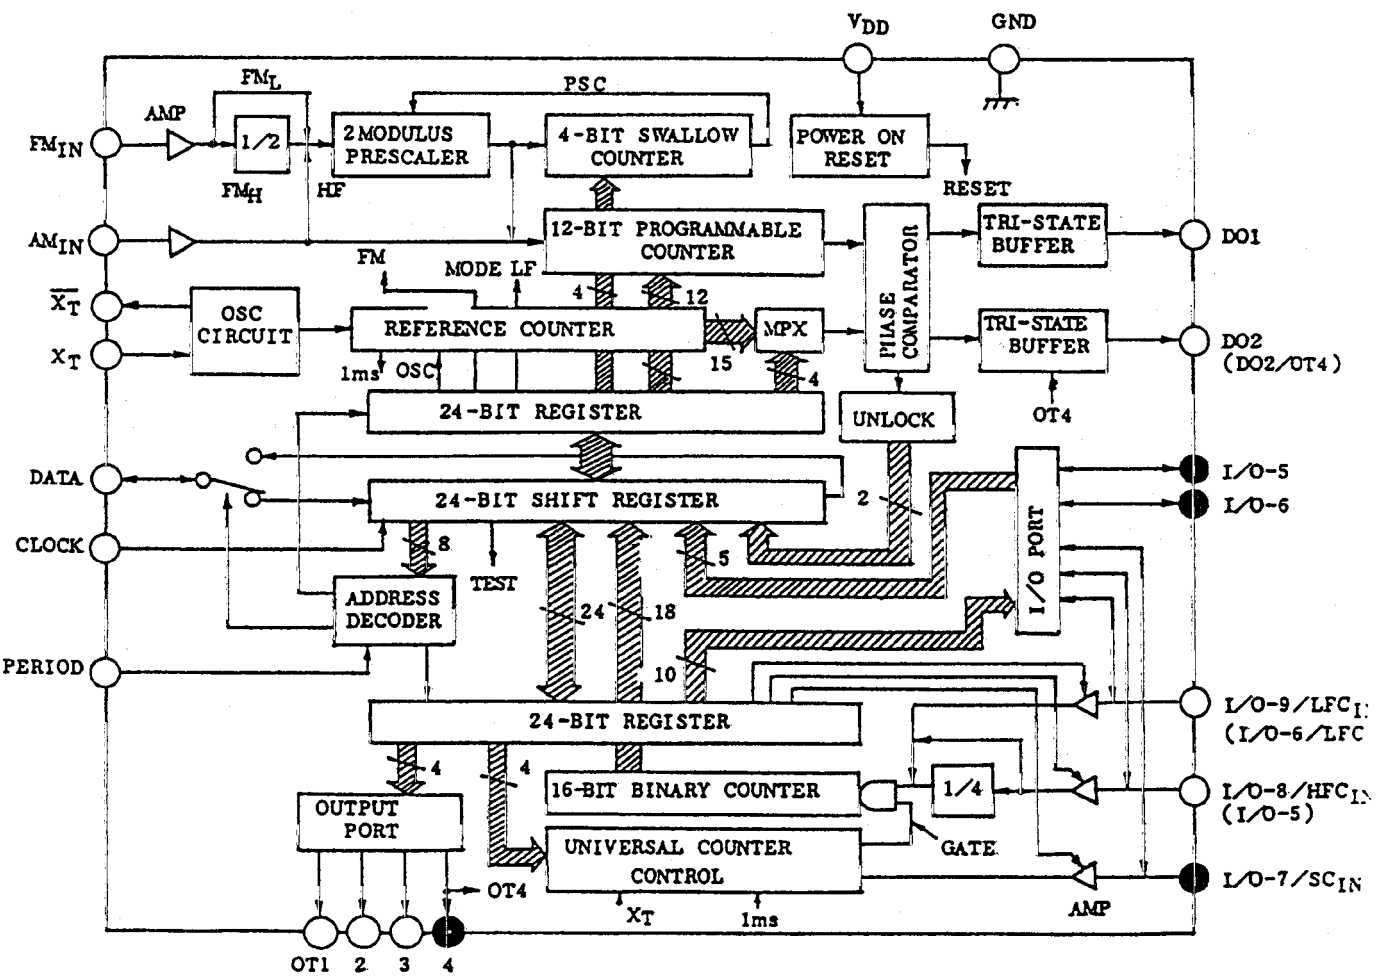 VDD
GND
FML
PSC
AMP
FMIN
1/2
2 MODULUS
PRESCALER
4-BIT SWALLOW
COUNTER
POWER ON
RESET
FMH
HF
RESET
AMIN
12-BIT PROGRAMMABLE
COUNTER
PHASE
COMPARATOR
TRI-STATE
BUFFER
DO1
FM
MODE LF
4
12
XT
OSC
CIRCUIT
REFERENCE COUNTER
MPX
TRI-STATE
BUFFER
DO2
(DO2/OT4)
XT
1ms
OSC
15
4
OT4
24-BIT REGISTER
UNLOCK
DATA
I/O-5
24-BIT SHIFT REGISTER
2
I/O-6
I/O PORT
CLOCK
8
5
TEST
ADDRESS
DECODER
24
18
PERIOD
10
24-BIT REGISTER
I/O-9/LFCI
(I/O-6/LFC
4
4
16-BIT BINARY COUNTER
1/4
I/O-8/HFCIN
(I/O-5)
OUTPUT
PORT
UNIVERSAL COUNTER
CONTROL
GATE
I/O-7/SCIN
OT4
XT
1ms
AMP
OT1
2
3
4